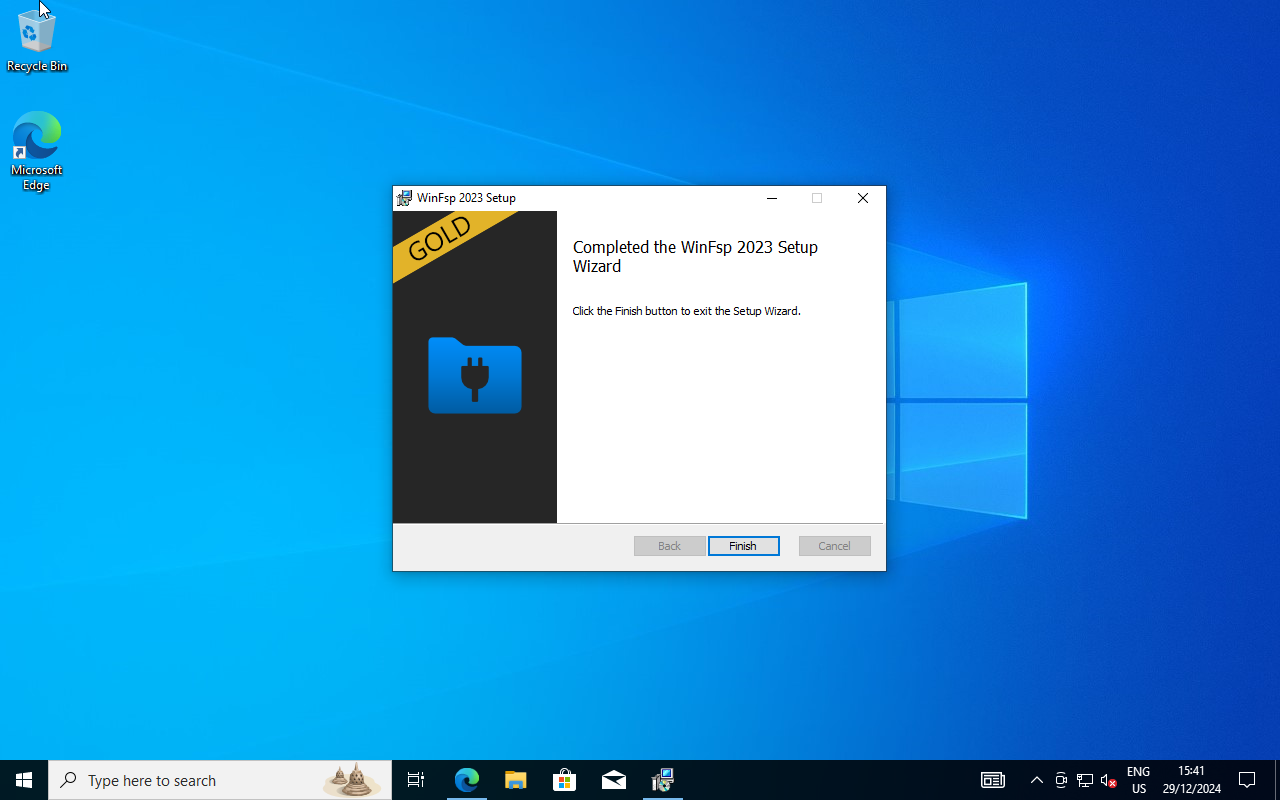 Recycle Bin
Microsoft
Edge
WinFsp 2023 Setup
GOLD
Completed the WinFsp 2023 Setup
Wizard
Click the Finish button to exit the Setup Wizard.
Back
Finish
Cancel
Type here to search
ENG
US
15:41
29/12/2024